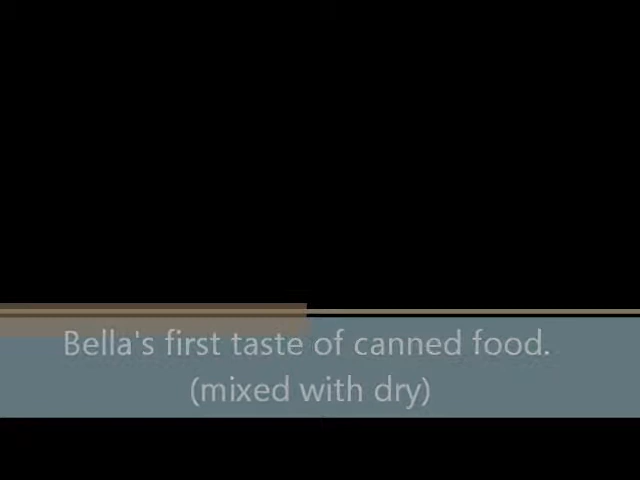 Bella's first taste of canned food.
(mixed with dry)